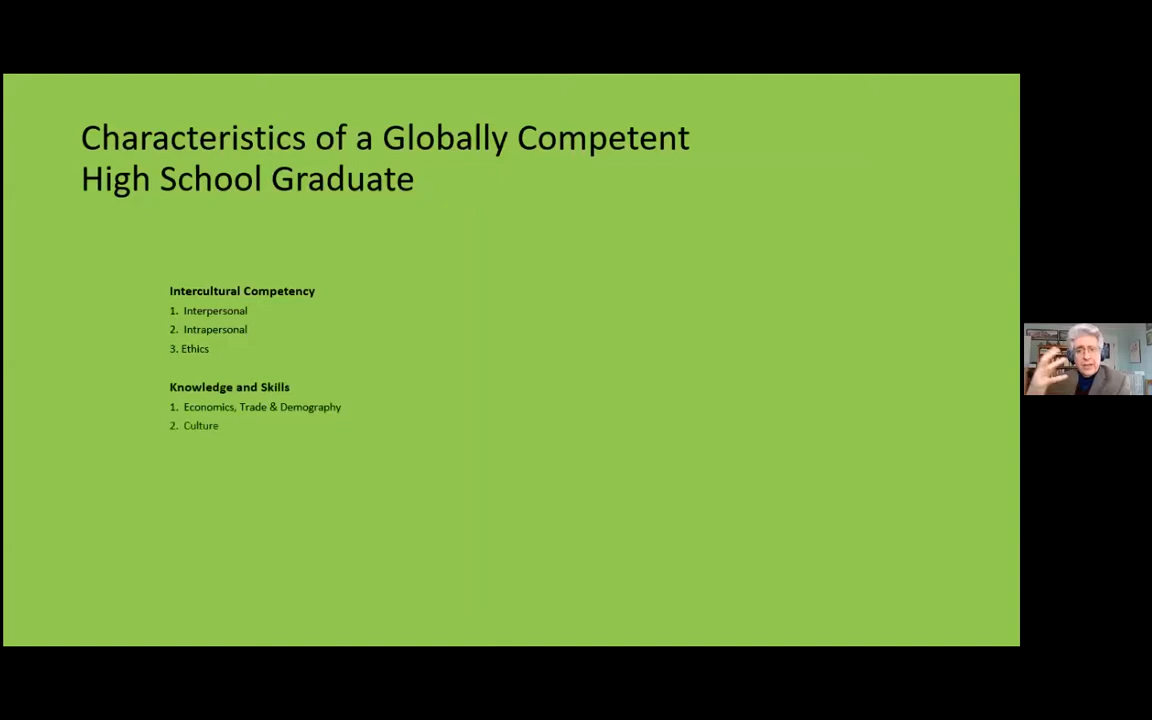 Characteristics of a Globally Competent
High School Graduate
Intercultural Competency
1. Interpersonal
2. Intrapersonal
3. Ethics
Knowledge and Skills
1. Economics, Trade & Demography
2. Culture